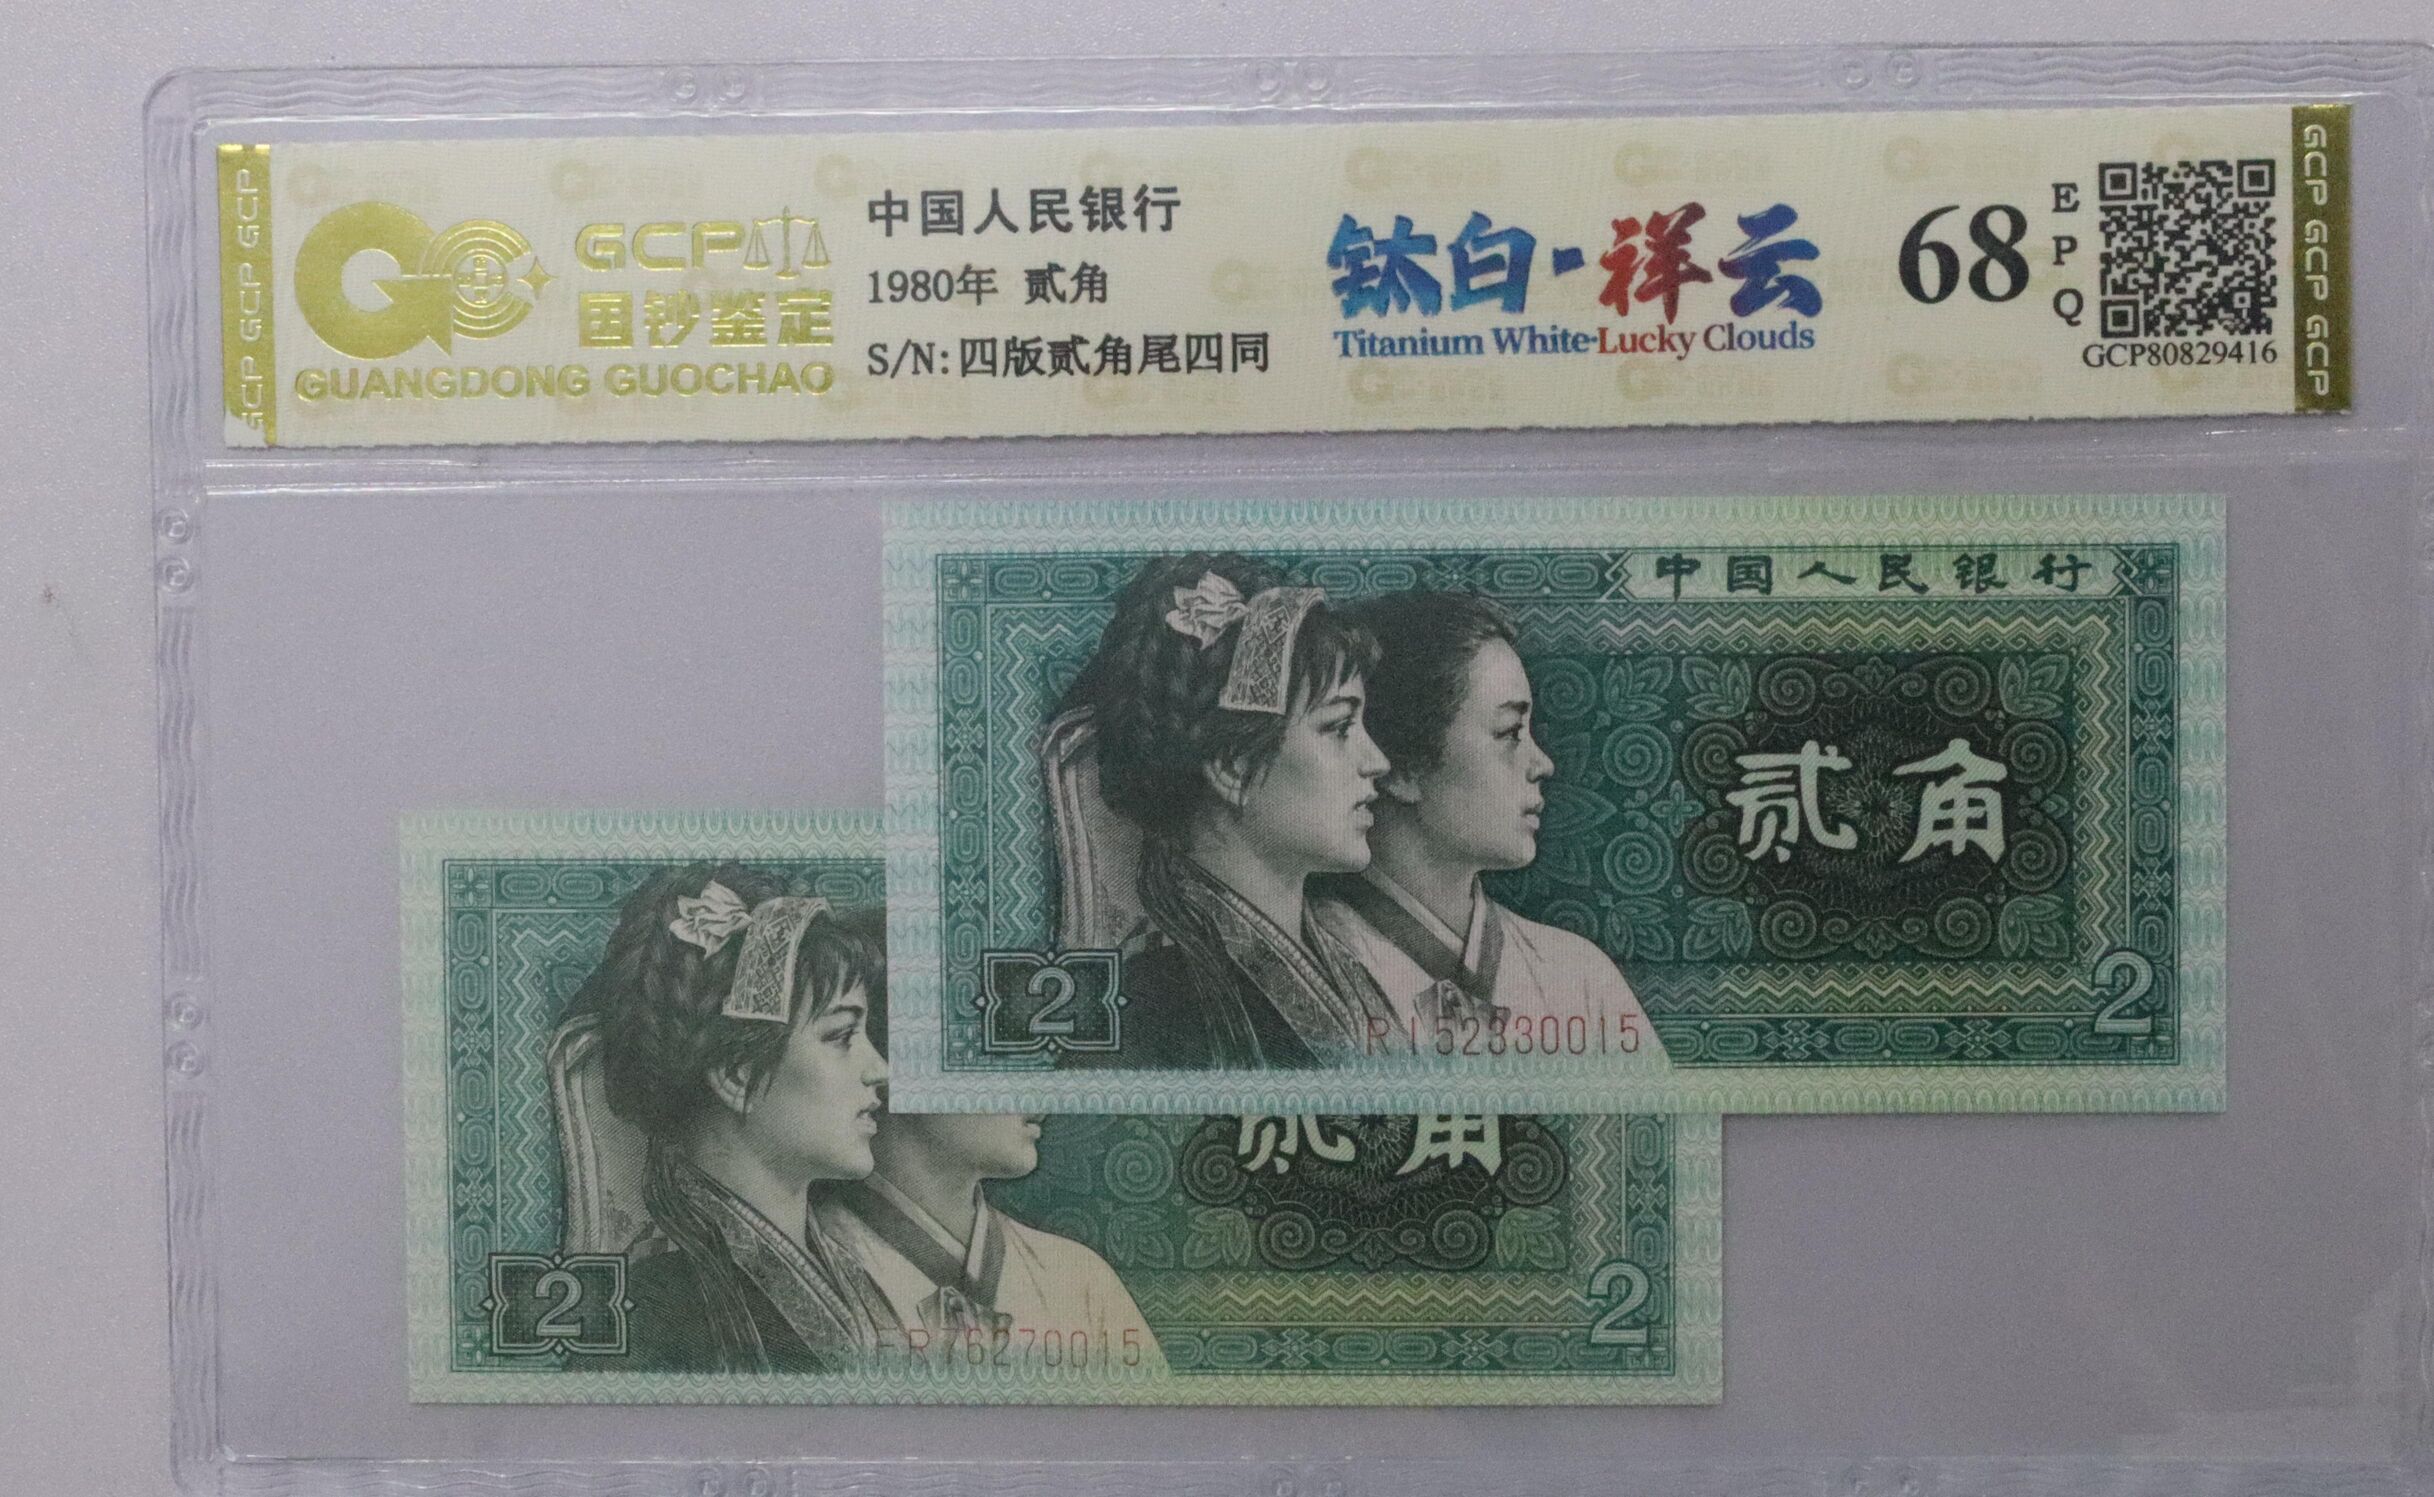 GCP GCP GCP
GCP
国钞鉴定
GUANGDONG GUOCHAO
中国人民银行
1980年 贰角
S/N: 四版贰角尾四同
钛白·祥云
Titanium White·Lucky Clouds
68
EPQ
GCP80829416
GCP GCP GCP
中国人民银行
贰角
2
RI52330015
2
贰角
2
FR76270015
2